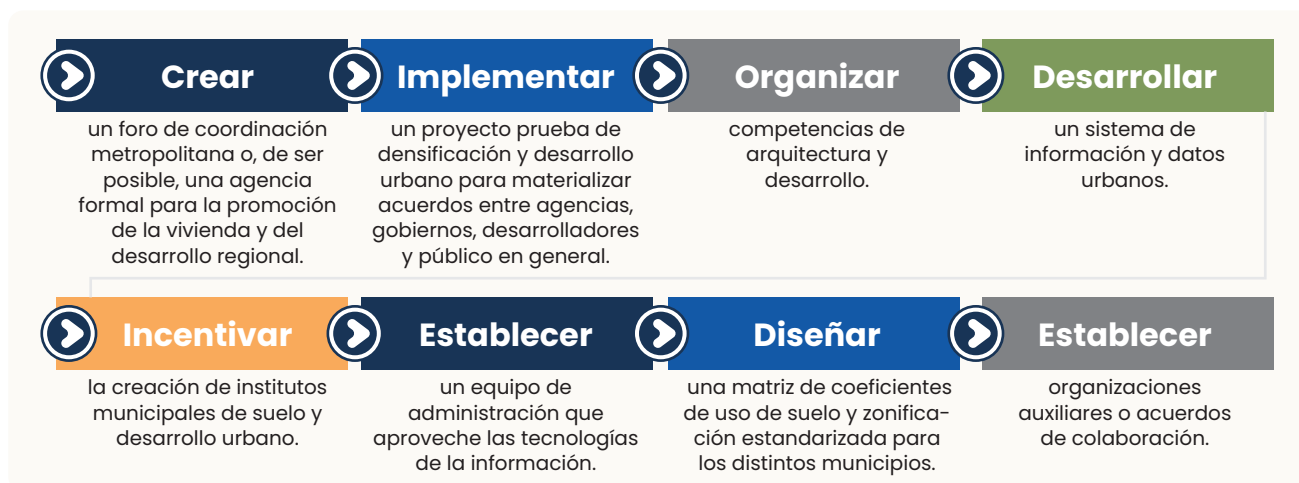 Crear
un foro de coordinación
metropolitana o, de ser
posible, una agencia
formal para la promoción
de la vivienda y del
desarrollo regional.
Implementar
un proyecto prueba de
densificación y desarrollo
urbano para materializar
acuerdos entre agencias,
gobiernos, desarrolladores
y público en general.
Organizar
competencias de
arquitectura y
desarrollo.
Desarrollar
un sistema de
información y datos
urbanos.
Incentivar
la creación de institutos
municipales de suelo y
desarrollo urbano.
Establecer
un equipo de
administración que
aproveche las tecnologías
de la información.
Diseñar
una matriz de coeficientes
de uso de suelo y zonifica-
ción estandarizada para
los distintos municipios.
Establecer
organizaciones
auxiliares o acuerdos
de colaboración.